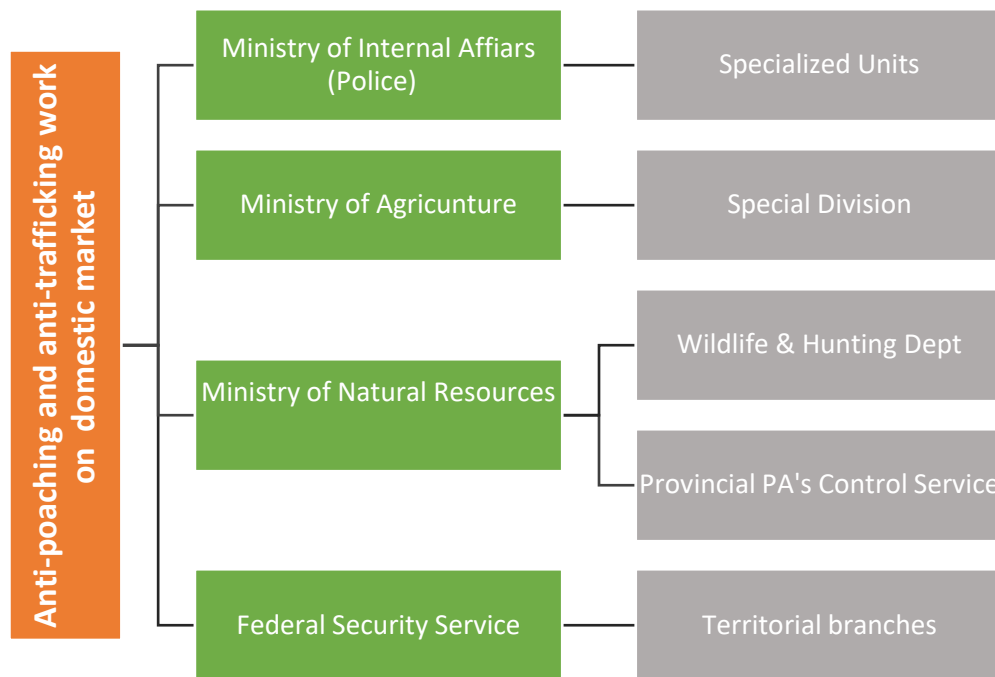 Anti-poaching and anti-trafficking work
on domestic market
Ministry of Internal Affiars
(Police)
Specialized Units
Ministry of Agricunture
Special Division
Ministry of Natural Resources
Wildlife & Hunting Dept
Provincial PA's Control Service
Federal Security Service
Territorial branches